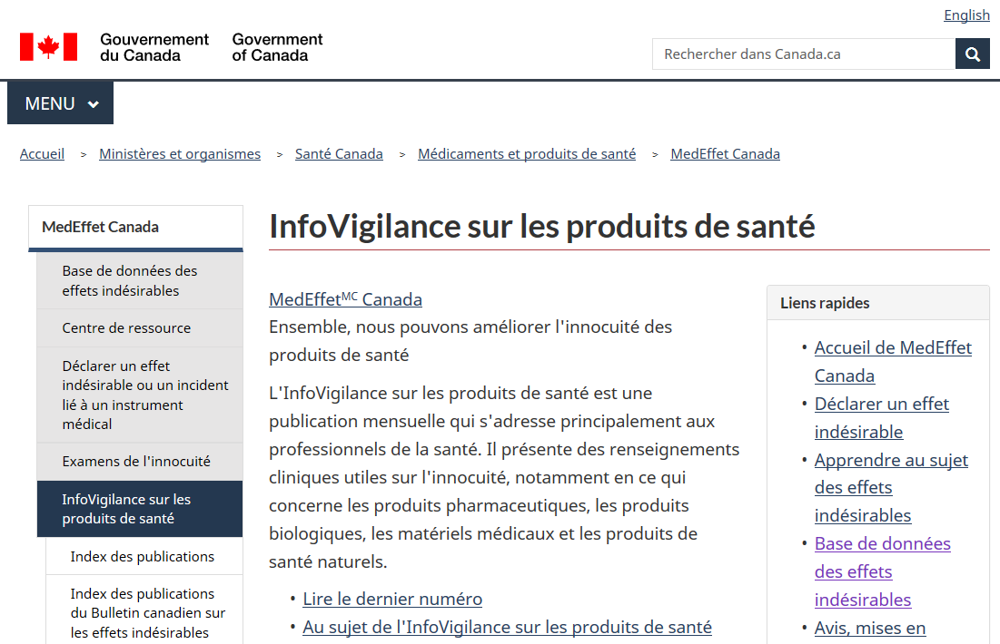 English
Gouvernement
du Canada
Government
of Canada
Rechercher dans Canada.ca
MENU
Accueil > Ministères et organismes > Santé Canada > Médicaments et produits de santé > MedEffet Canada
MedEffet Canada
Base de données des
effets indésirables
Centre de ressource
Déclarer un effet
indésirable ou un incident
lié à un instrument
médical
Examens de l'innocuité
InfoVigilance sur les
produits de santé
Index des publications
Index des publications
du Bulletin canadien sur
les effets indésirables
InfoVigilance sur les produits de santé
MedEffetMC Canada
Ensemble, nous pouvons améliorer l'innocuité des
produits de santé
L'InfoVigilance sur les produits de santé est une
publication mensuelle qui s'adresse principalement aux
professionnels de la santé. Il présente des renseignements
cliniques utiles sur l'innocuité, notamment en ce qui
concerne les produits pharmaceutiques, les produits
biologiques, les matériels médicaux et les produits de
santé naturels.
• Lire le dernier numéro
• Au sujet de l'InfoVigilance sur les produits de santé
Liens rapides
• Accueil de MedEffet
Canada
• Déclarer un effet
indésirable
• Apprendre au sujet
des effets
indésirables
• Base de données
des effets
indésirables
• Avis, mises en